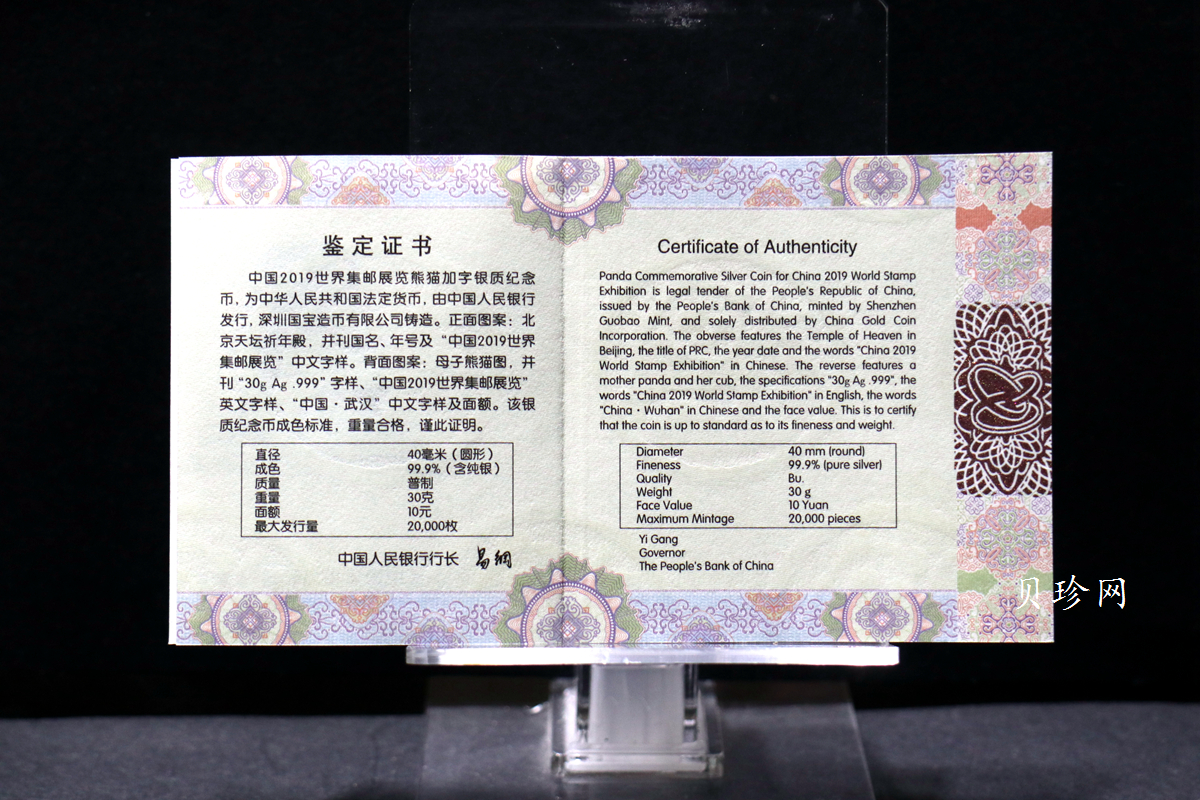 鉴定证书
中国2019世界集邮展览熊猫加字银质纪念
币，为中华人民共和国法定货币，由中国人民银行
发行，深圳国宝造币有限公司铸造。正面图案：北
京天坛祈年殿，并刊国名、年号及“中国2019世界
集邮展览”中文字样。背面图案：母子熊猫图，并
刊“30g Ag .999”字样、“中国2019世界集邮展览”
英文字样、“中国·武汉”中文字样及面额。该银
质纪念币成色标准，重量合格，谨此证明。
直径 40毫米（圆形）
成色 99.9%（含纯银）
质量 普制
重量 30克
面额 10元
最大发行量 20,000枚
中国人民银行行长 易纲
Certificate of Authenticity
Panda Commemorative Silver Coin for China 2019 World Stamp
Exhibition is legal tender of the People's Republic of China,
issued by the People's Bank of China, minted by Shenzhen
Guobao Mint, and solely distributed by China Gold Coin
Incorporation. The obverse features the Temple of Heaven in
Beijing, the title of PRC, the year date and the words "China 2019
World Stamp Exhibition" in Chinese. The reverse features a
mother panda and her cub, the specifications "30g Ag .999", the
words "China 2019 World Stamp Exhibition" in English, the words
"China·Wuhan" in Chinese and the face value. This is to certify
that the coin is up to standard as to its fineness and weight.
Diameter 40 mm (round)
Fineness 99.9% (pure silver)
Quality Bu.
Weight 30 g
Face Value 10 Yuan
Maximum Mintage 20,000 pieces
Yi Gang
Governor
The People's Bank of China
贝珍网